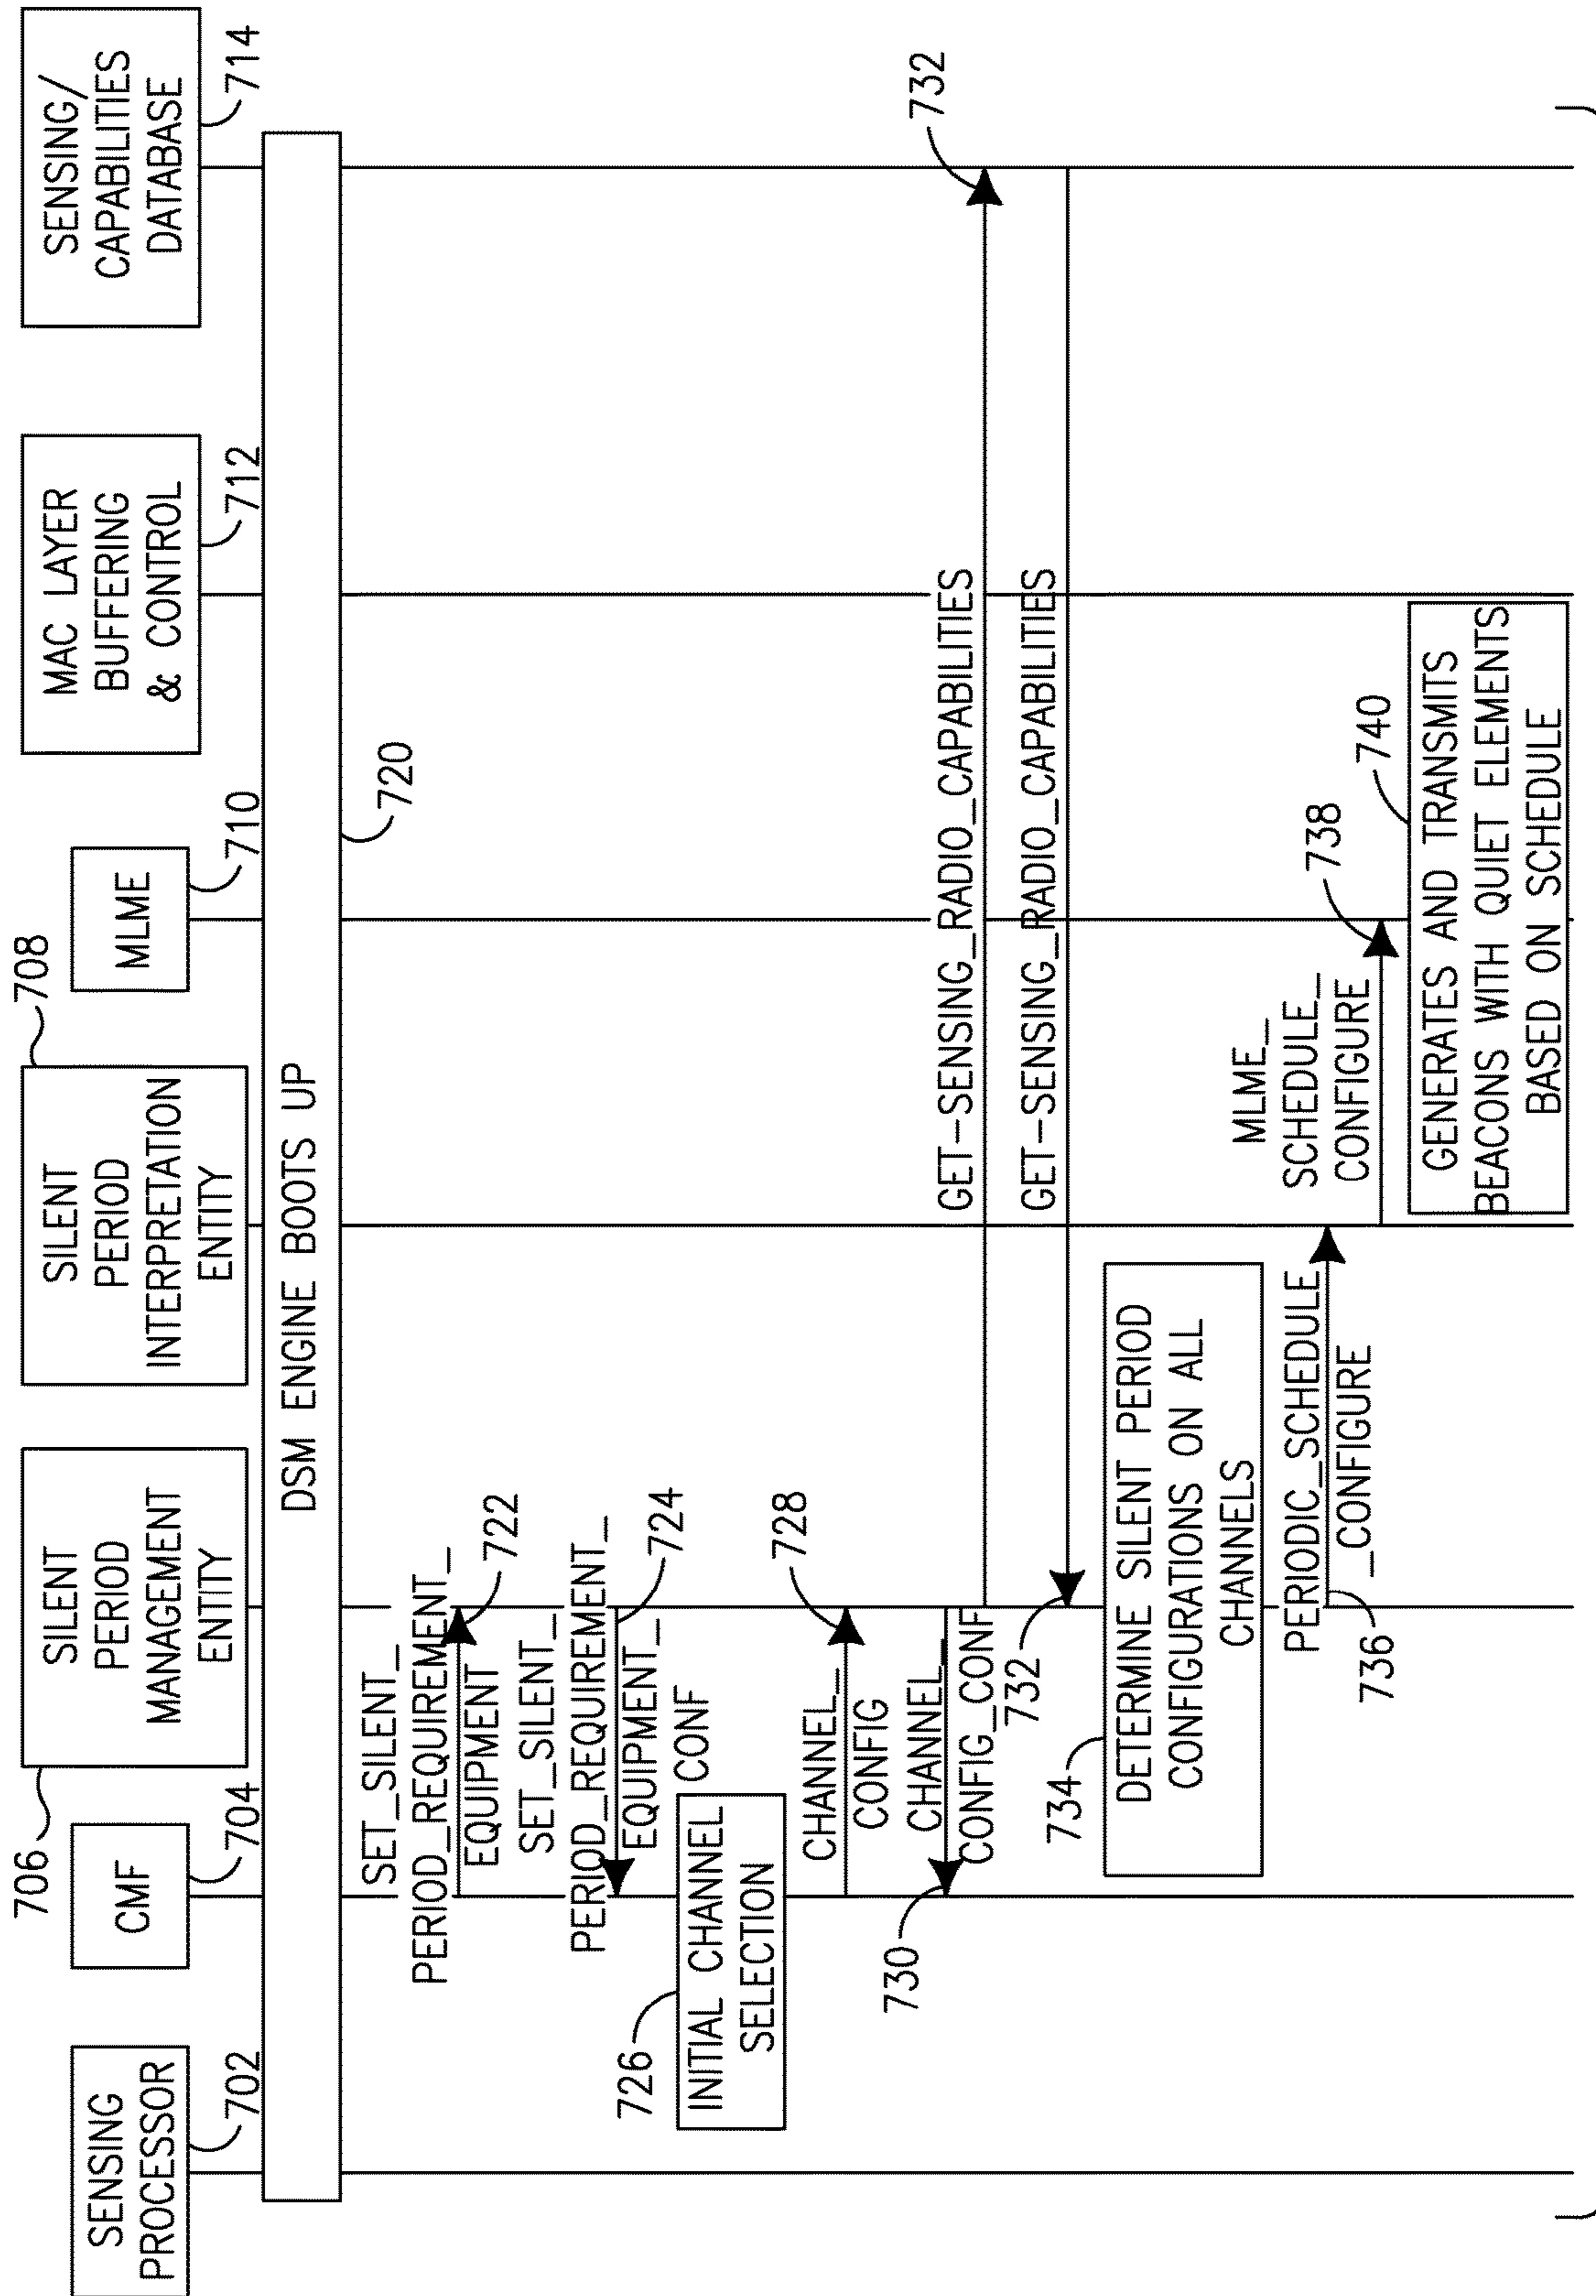 SENSING
PROCESSOR
702
CMF
704
706
SILENT
PERIOD
MANAGEMENT
ENTITY
SILENT
PERIOD
INTERPRETATION
ENTITY
708
MLME
710
MAC LAYER
BUFFERING
& CONTROL
712
SENSING/
CAPABILITIES
DATABASE
714
DSM ENGINE BOOTS UP
720
SET_SILENT_
PERIOD_REQUIREMENT_
EQUIPMENT
722
SET_SILENT_
PERIOD_REQUIREMENT_
EQUIPMENT_
CONF
724
726
INITIAL CHANNEL
SELECTION
CHANNEL_
CONFIG
728
CHANNEL_
CONFIG_CONF
730
GET-SENSING_RADIO_CAPABILITIES
732
GET-SENSING_RADIO_CAPABILITIES
732
734
DETERMINE SILENT PERIOD
CONFIGURATIONS ON ALL
CHANNELS
PERIODIC_SCHEDULE
_CONFIGURE
736
MLME_
SCHEDULE_
CONFIGURE
738
740
GENERATES AND TRANSMITS
BEACONS WITH QUIET ELEMENTS
BASED ON SCHEDULE